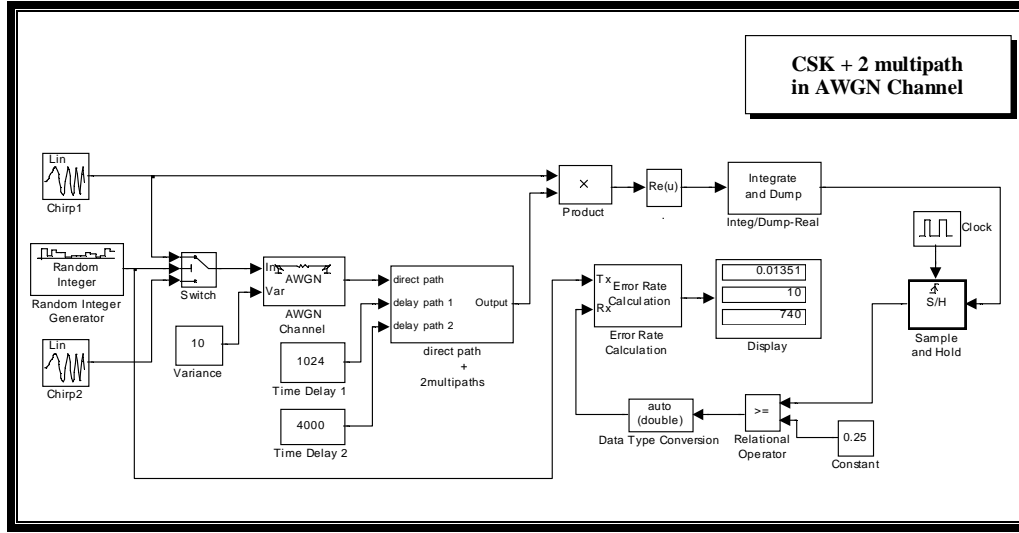 CSK + 2 multipath
in AWGN Channel
Lin
Chirp1
Random
Integer
Random Integer
Generator
Lin
Chirp2
Switch
10
Variance
In
Var
AWGN
AWGN
Channel
1024
Time Delay 1
4000
Time Delay 2
direct path
delay path 1
delay path 2
Output
direct path
+
2multipaths
×
Product
Re(u)
.
Integrate
and Dump
Integ/Dump-Real
Clock
S/H
Sample
and Hold
Tx
Rx
Error Rate
Calculation
Error Rate
Calculation
0.01351
10
740
Display
auto
(double)
Data Type Conversion
>=
Relational
Operator
0.25
Constant